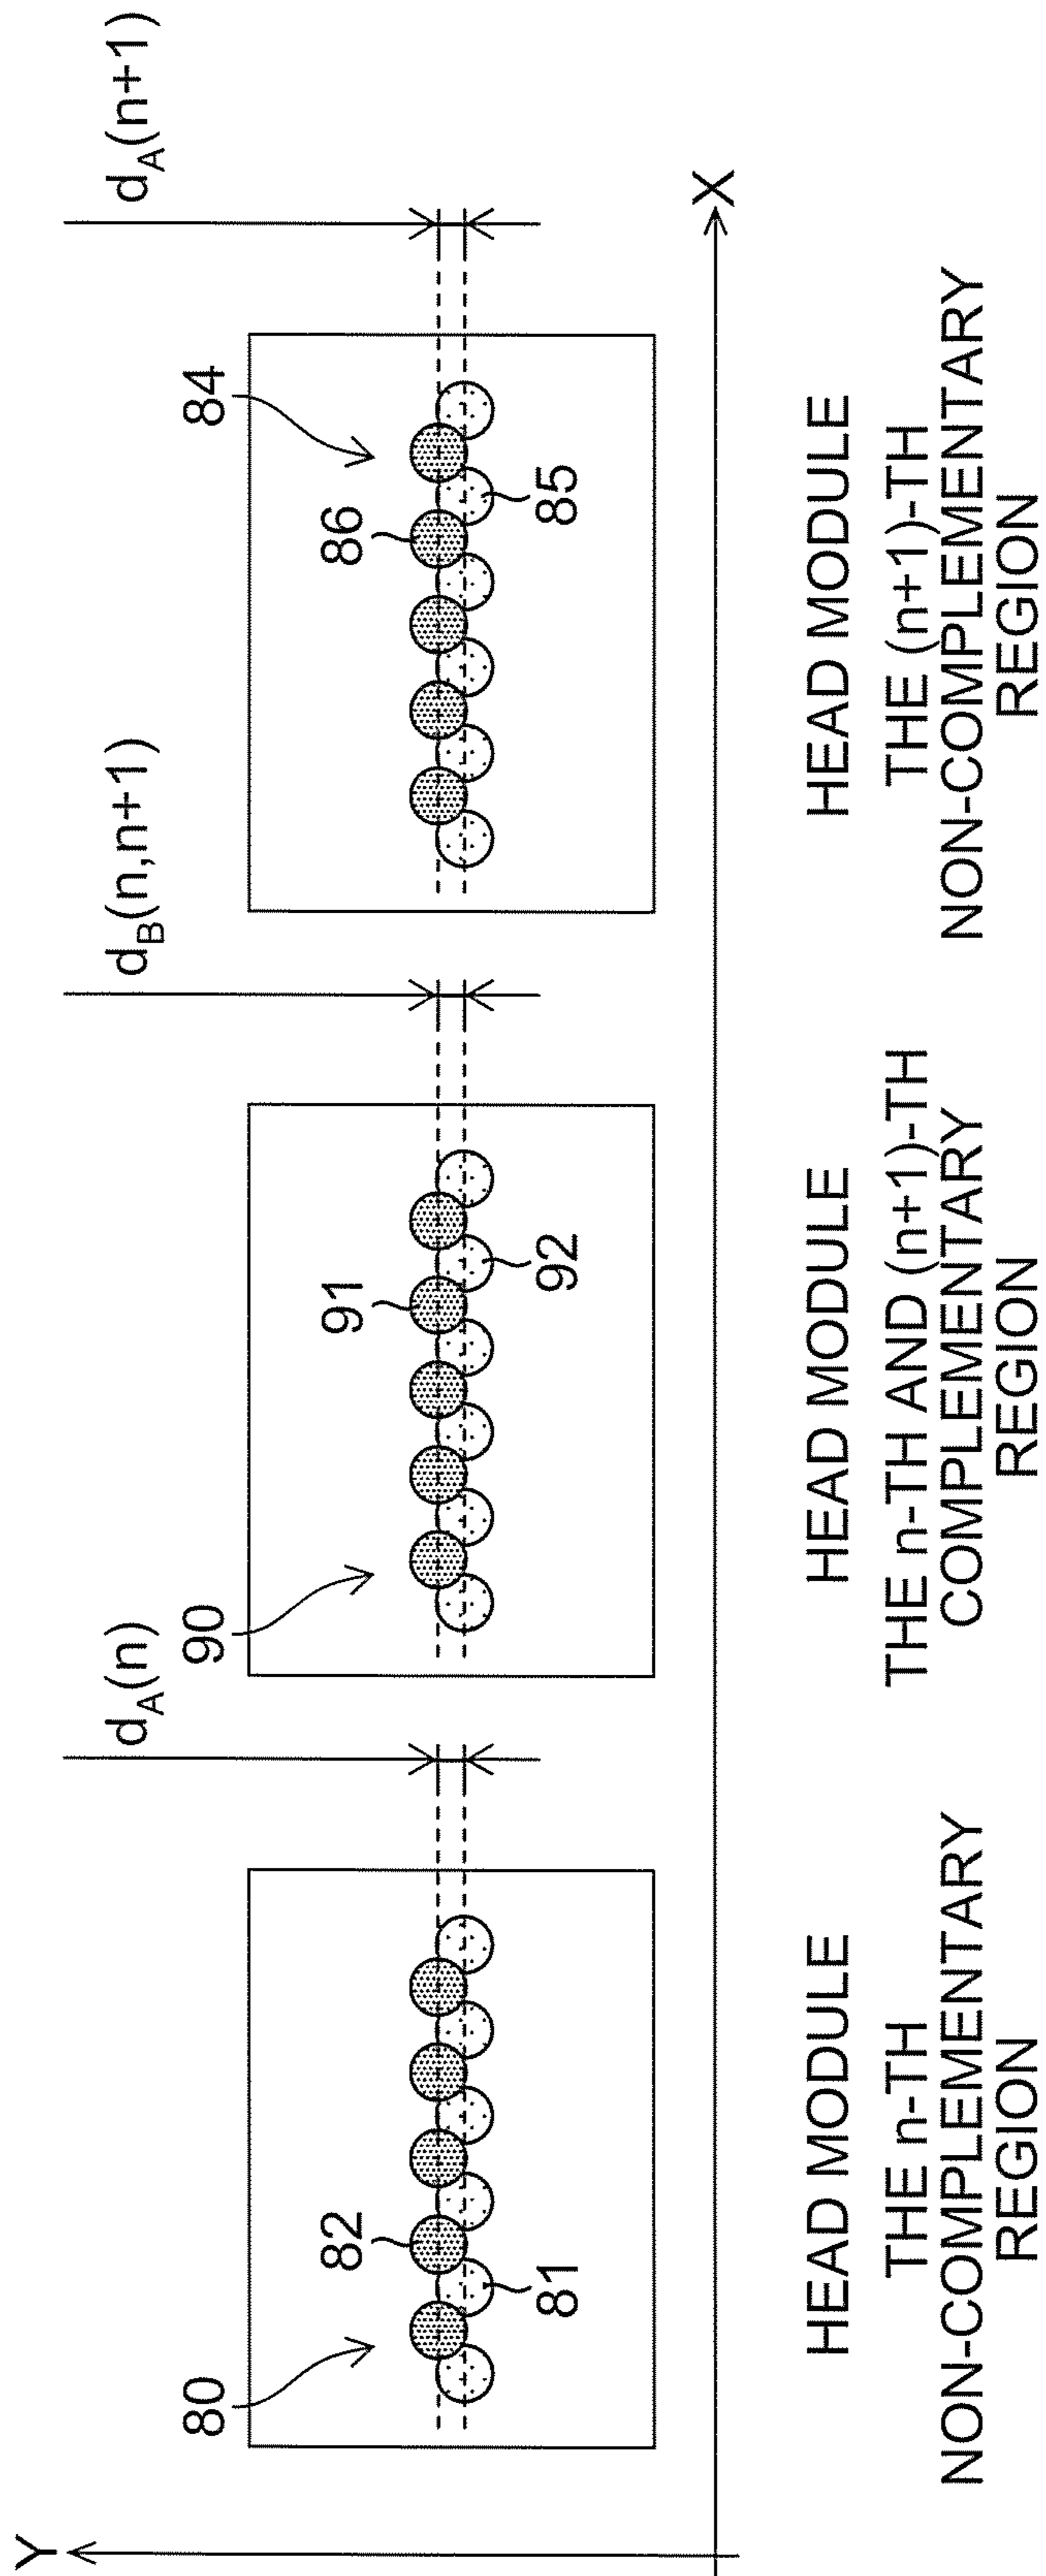 Y
dA(n)
dB(n,n+1)
dA(n+1)
80
90
84
82
91
86
81
92
85
X
HEAD MODULE
THE n-TH
NON-COMPLEMENTARY
REGION
HEAD MODULE
THE n-TH AND (n+1)-TH
COMPLEMENTARY
REGION
HEAD MODULE
THE (n+1)-TH
NON-COMPLEMENTARY
REGION